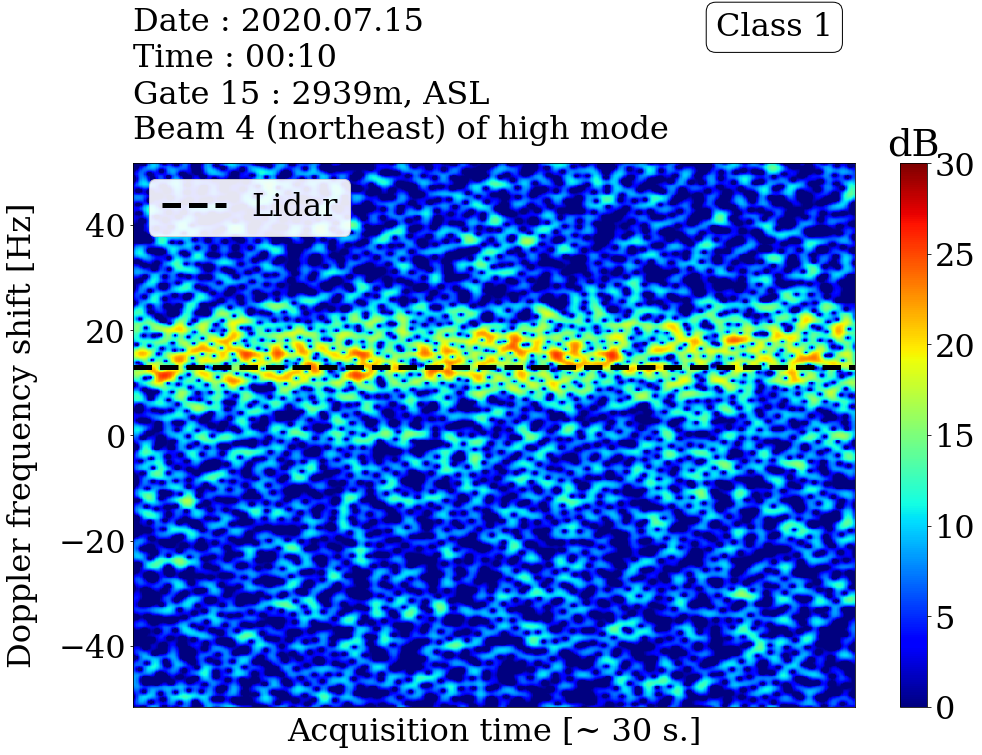 Date : 2020.07.15
Time : 00:10
Gate 15 : 2939m, ASL
Beam 4 (northeast) of high mode
Class 1
dB
Lidar
Doppler frequency shift [Hz]
40
20
0
−20
−40
30
25
20
15
10
5
0
Acquisition time [~ 30 s.]